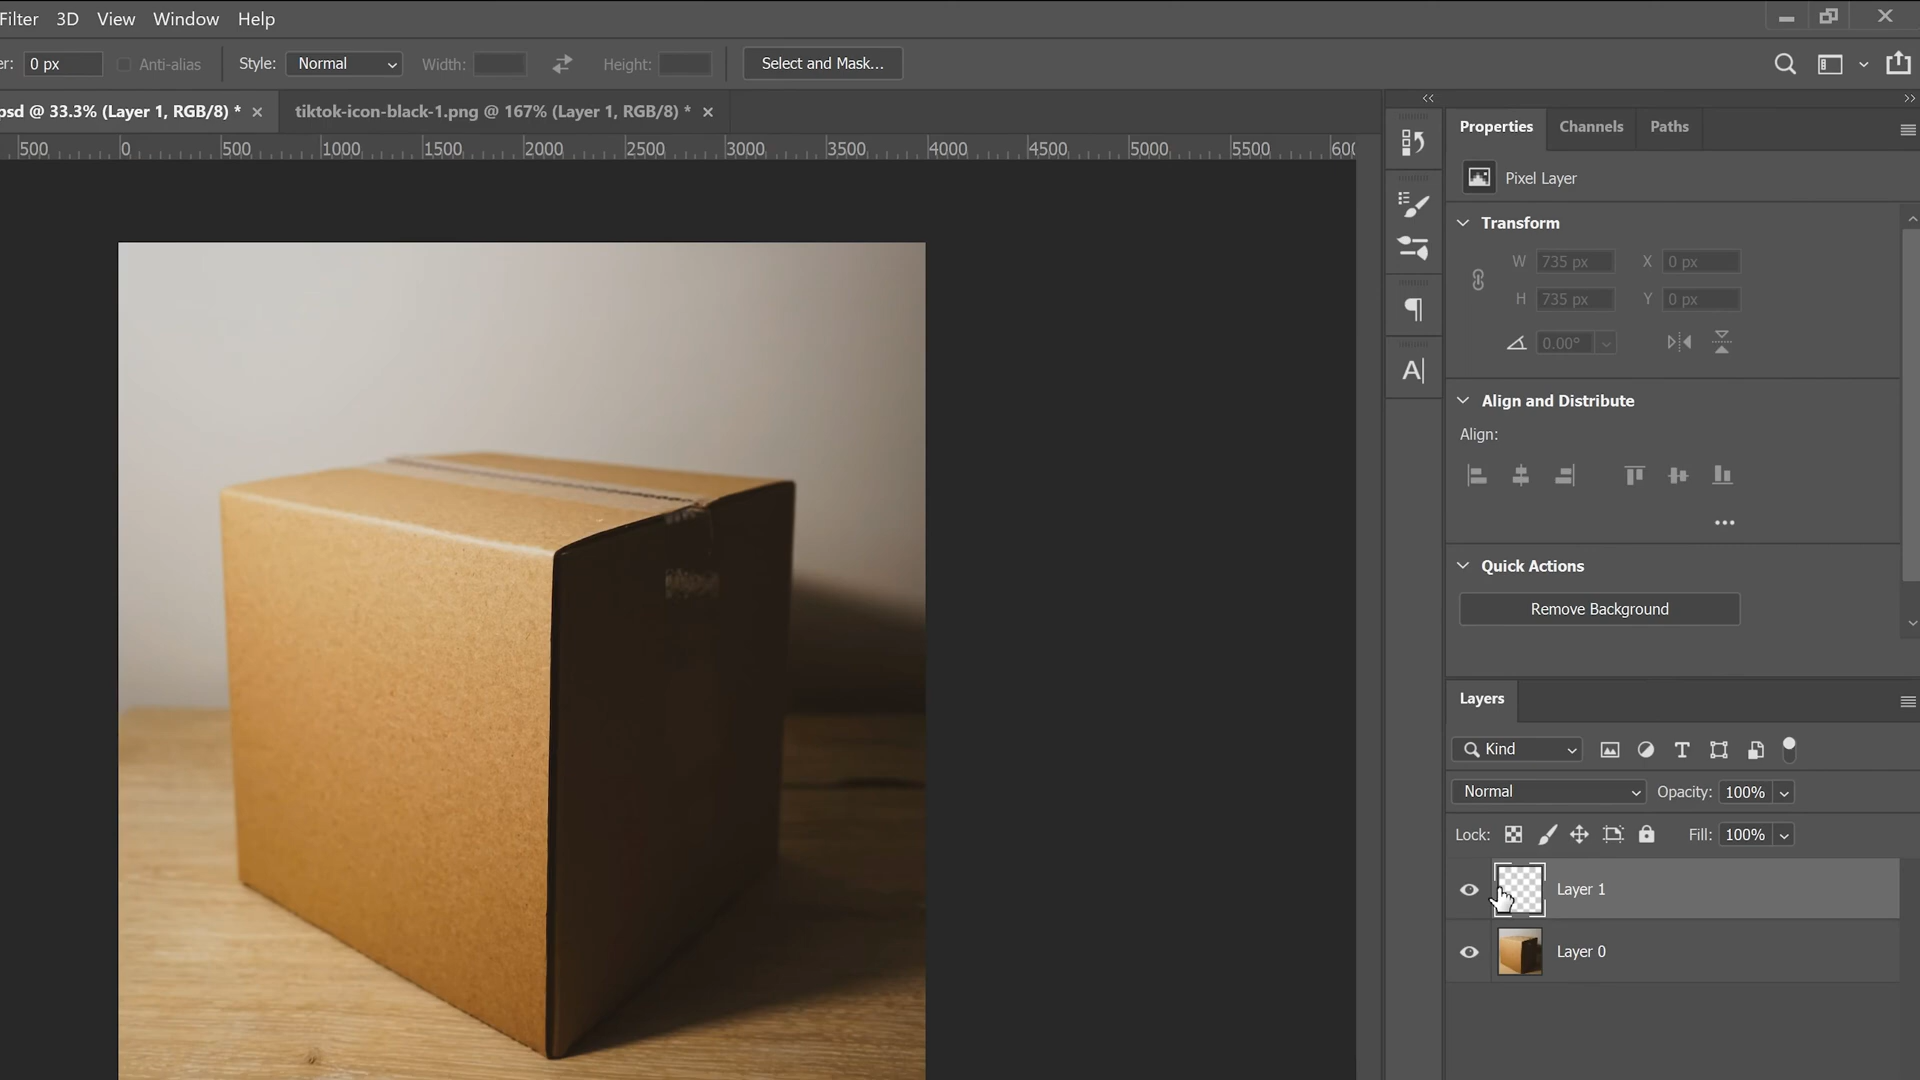 Filter 3D View Window Help
er: 0 px Anti-alias Style: Normal Width: Height: Select and Mask...
psd @ 33.3% (Layer 1, RGB/8) * tiktok-icon-black-1.png @ 167% (Layer 1, RGB/8) *
500 0 500 1000 1500 2000 2500 3000 3500 4000 4500 5000 5500 600
Properties Channels Paths
Pixel Layer
Transform
W 735 px X 0 px
H 735 px Y 0 px
0.00°
Align and Distribute
Align:
Quick Actions
Remove Background
Layers
Kind
Normal Opacity: 100%
Lock: Fill: 100%
Layer 1
Layer 0